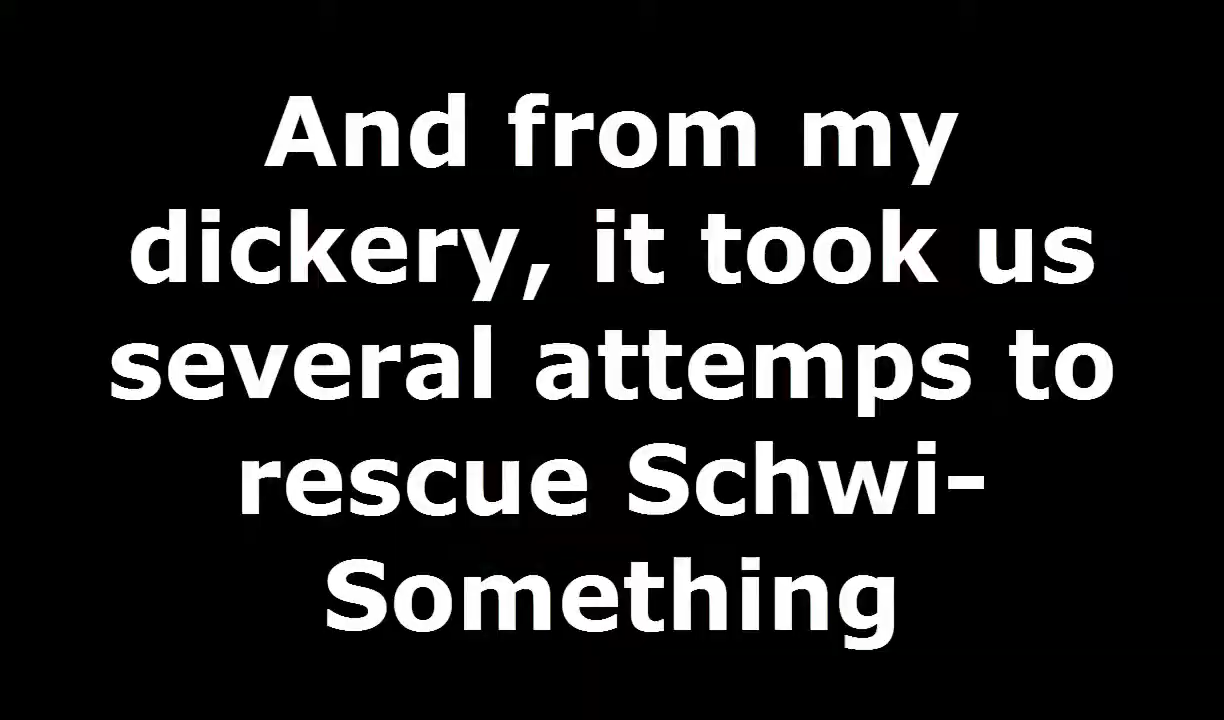 And from my
dickery, it took us
several attemps to
rescue Schwi-
Something